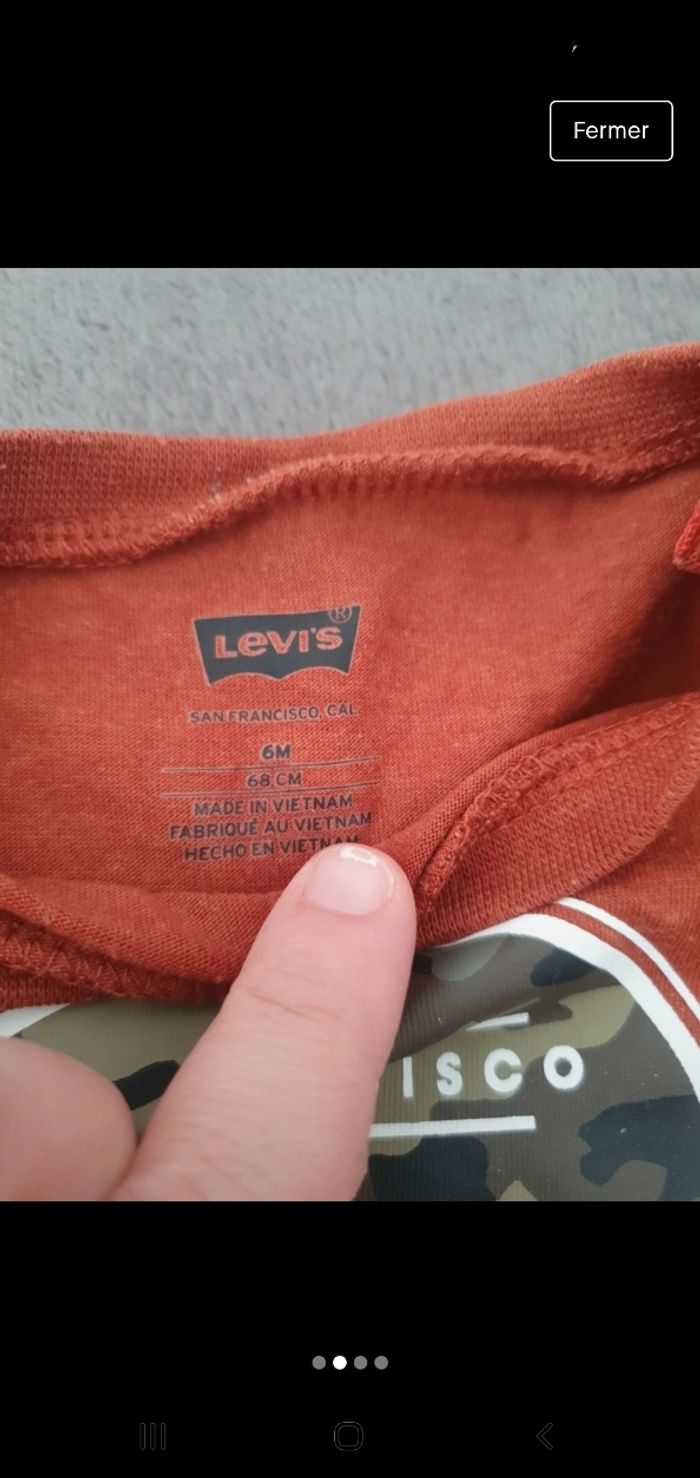 Fermer
LEVI'S ®
SAN FRANCISCO, CAL.
6M
68 CM
MADE IN VIETNAM
FABRIQUÉ AU VIETNAM
HECHO EN VIETNAM
ISCO